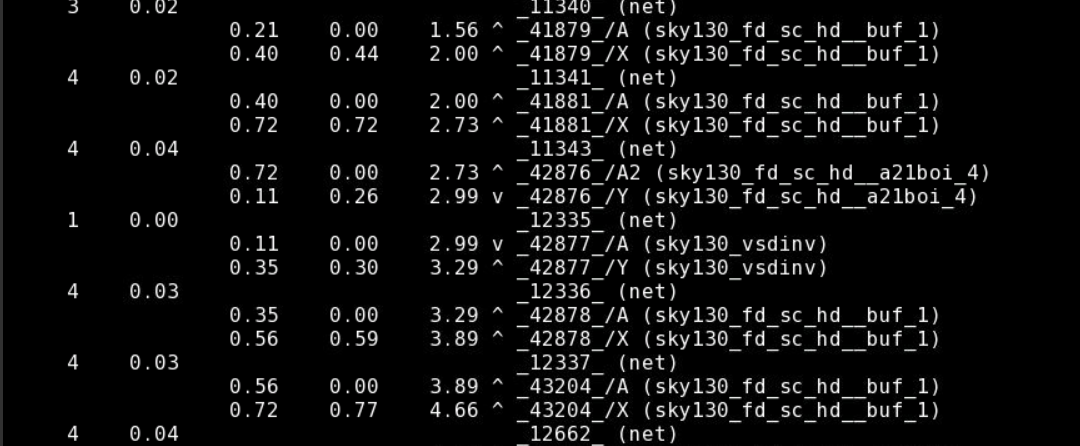 3 0.02 _11340_ (net)
0.21 0.00 1.56 ^ _41879_/A (sky130_fd_sc_hd__buf_1)
0.40 0.44 2.00 ^ _41879_/X (sky130_fd_sc_hd__buf_1)
4 0.02 _11341_ (net)
0.40 0.00 2.00 ^ _41881_/A (sky130_fd_sc_hd__buf_1)
0.72 0.72 2.73 ^ _41881_/X (sky130_fd_sc_hd__buf_1)
4 0.04 _11343_ (net)
0.72 0.00 2.73 ^ _42876_/A2 (sky130_fd_sc_hd__a21boi_4)
0.11 0.26 2.99 v _42876_/Y (sky130_fd_sc_hd__a21boi_4)
1 0.00 _12335_ (net)
0.11 0.00 2.99 v _42877_/A (sky130_vsdinv)
0.35 0.30 3.29 ^ _42877_/Y (sky130_vsdinv)
4 0.03 _12336_ (net)
0.35 0.00 3.29 ^ _42878_/A (sky130_fd_sc_hd__buf_1)
0.56 0.59 3.89 ^ _42878_/X (sky130_fd_sc_hd__buf_1)
4 0.03 _12337_ (net)
0.56 0.00 3.89 ^ _43204_/A (sky130_fd_sc_hd__buf_1)
0.72 0.77 4.66 ^ _43204_/X (sky130_fd_sc_hd__buf_1)
4 0.04 _12662_ (net)